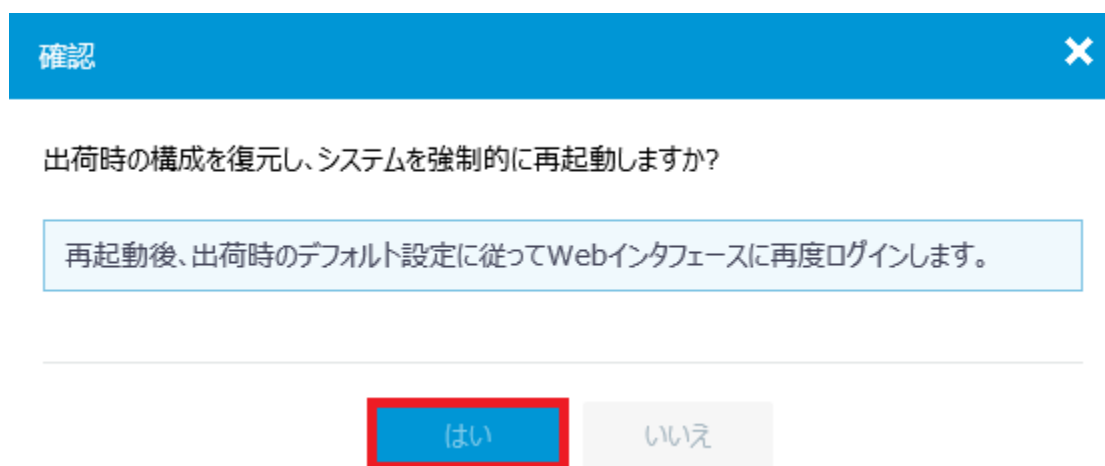 確認
出荷時の構成を復元し、システムを強制的に再起動しますか?
再起動後、出荷時のデフォルト設定に従ってWebインタフェースに再度ログインします。
はい
いいえ